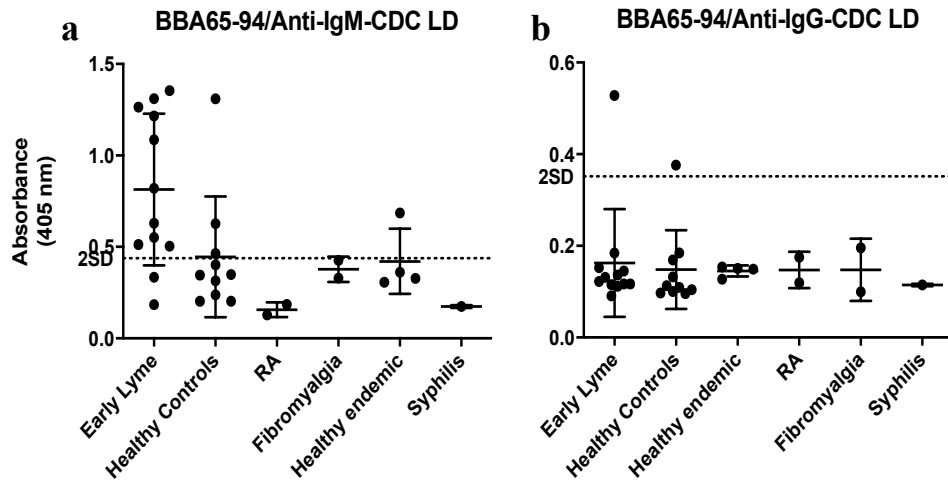 a
BBA65-94/Anti-IgM-CDC LD
Absorbance
(405 nm)
1.5
1.0
0.5
2SD
0.0
Early Lyme
Healthy Controls
RA
Fibromyalgia
Healthy endemic
Syphilis
b
BBA65-94/Anti-IgG-CDC LD
0.6
0.4
2SD
0.2
0.0
Early Lyme
Healthy Controls
Healthy endemic
RA
Fibromyalgia
Syphilis